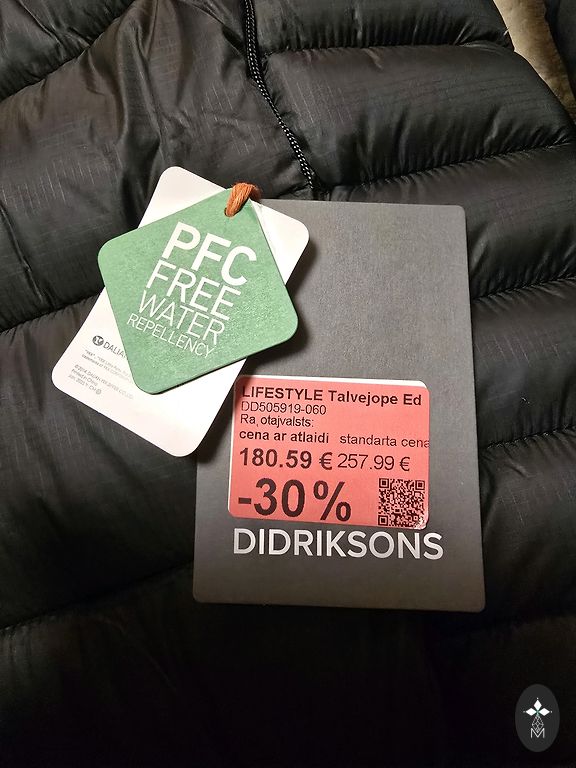 PFC
FREE
WATER
REPELLENCY
DALIA
LIFESTYLE Talvejope Ed
DD505919-060
Ra,otajvalsts:
cena ar atlaidi standarta cena
180.59 € 257.99 €
-30%
DIDRIKSONS
M